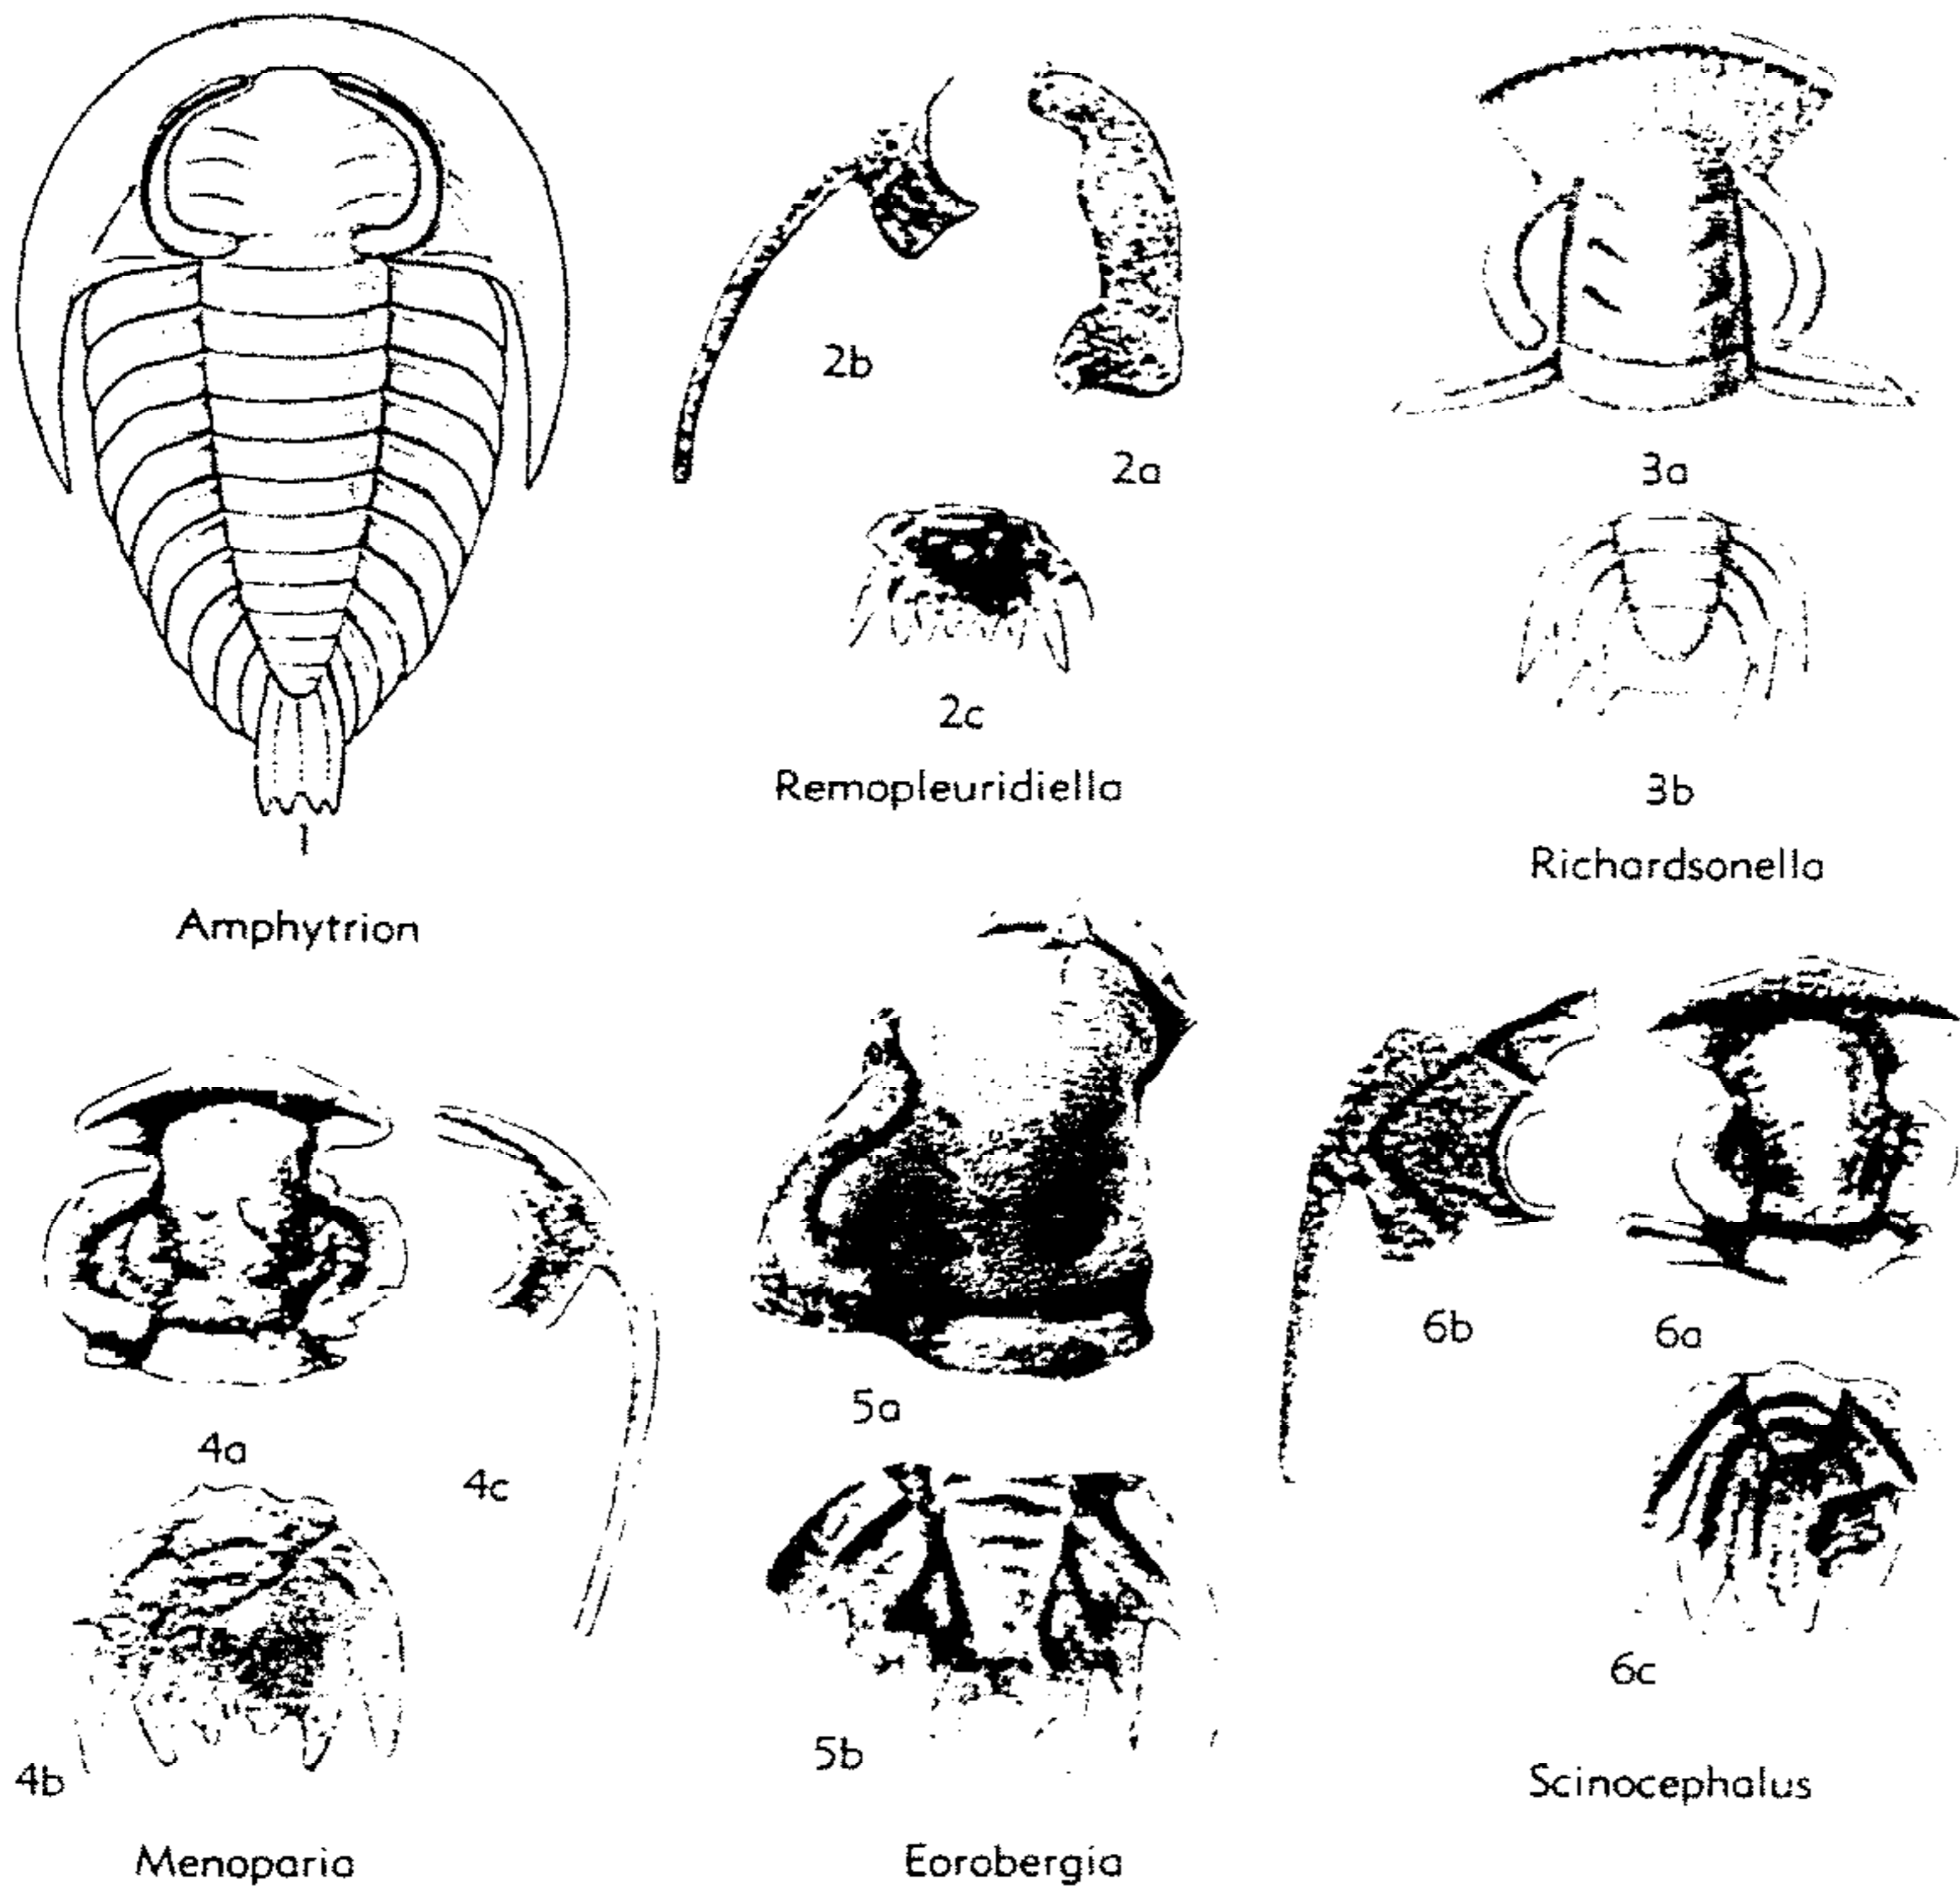 2b
2a
3a
2c
3b
Remopleuridiella
1
Richardsonella
Amphytrion
5a
6b
6a
4a
4c
6c
5b
4b
Scinocephalus
Menoparia
Eorobergia